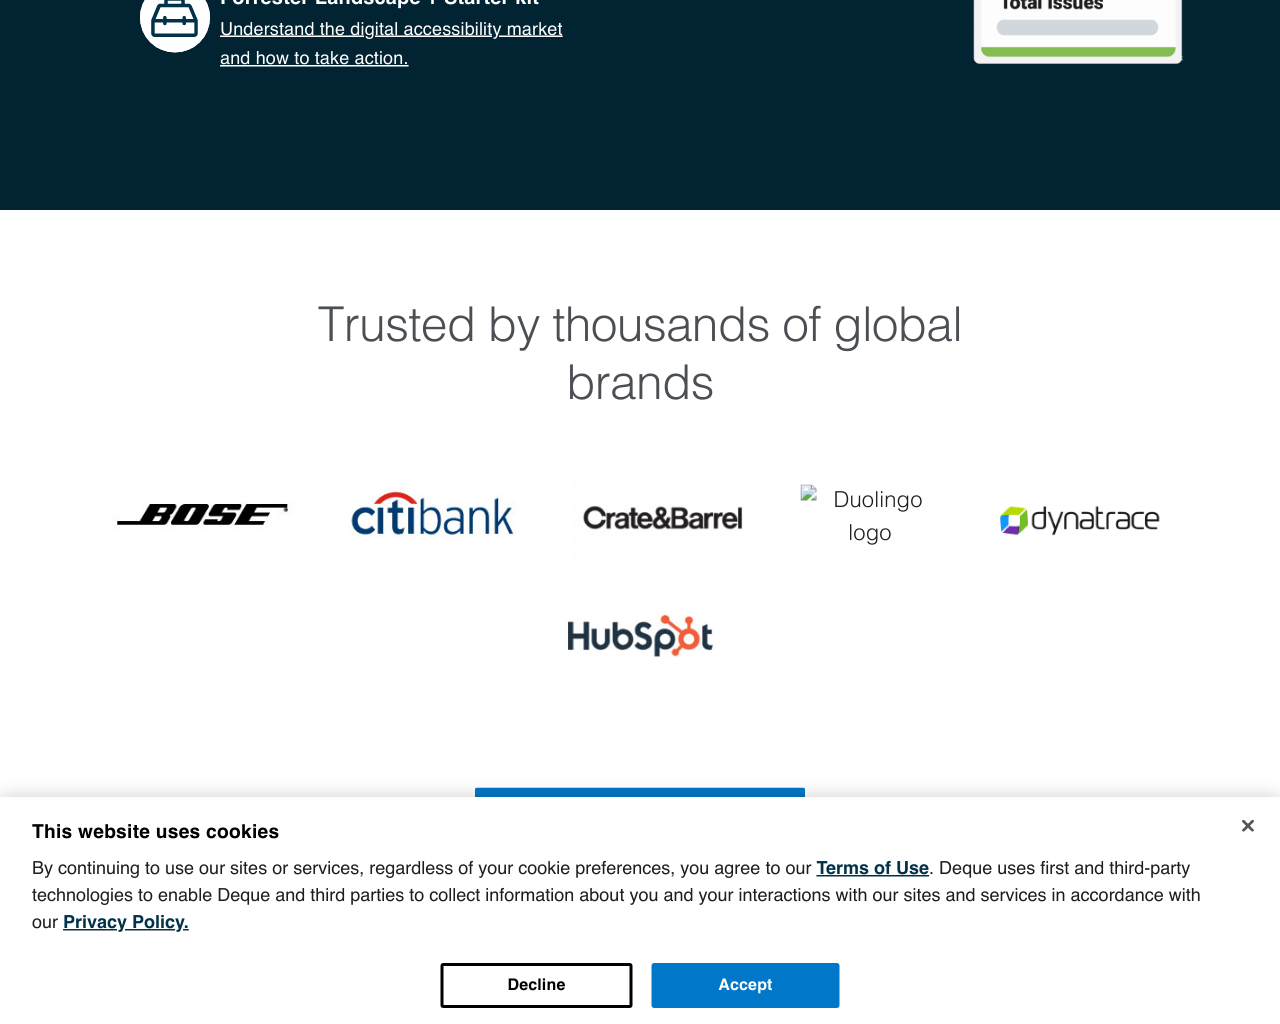 Forrester Landscape + Starter kit
Understand the digital accessibility market
and how to take action.
Total Issues
Trusted by thousands of global
brands
BOSE
citibank
Crate&Barrel
Duolingo
logo
dynatrace
HubSpot
This website uses cookies
By continuing to use our sites or services, regardless of your cookie preferences, you agree to our Terms of Use. Deque uses first and third-party
technologies to enable Deque and third parties to collect information about you and your interactions with our sites and services in accordance with
our Privacy Policy.
Decline
Accept